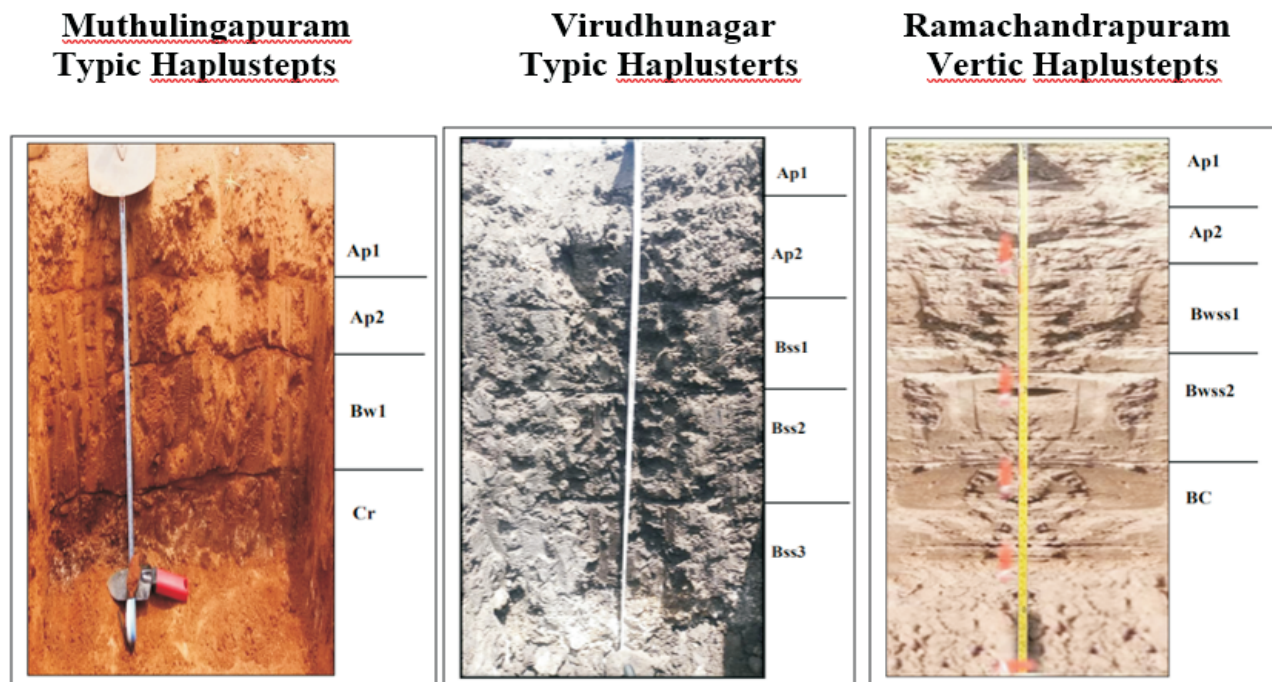 Muthulingapuram
Typic Haplustepts
Ap1
Ap2
Bw1
Cr
Virudhunagar
Typic Haplusterts
Ap1
Ap2
Bss1
Bss2
Bss3
Ramachandrapuram
Vertic Haplustepts
Ap1
Ap2
Bwss1
Bwss2
BC